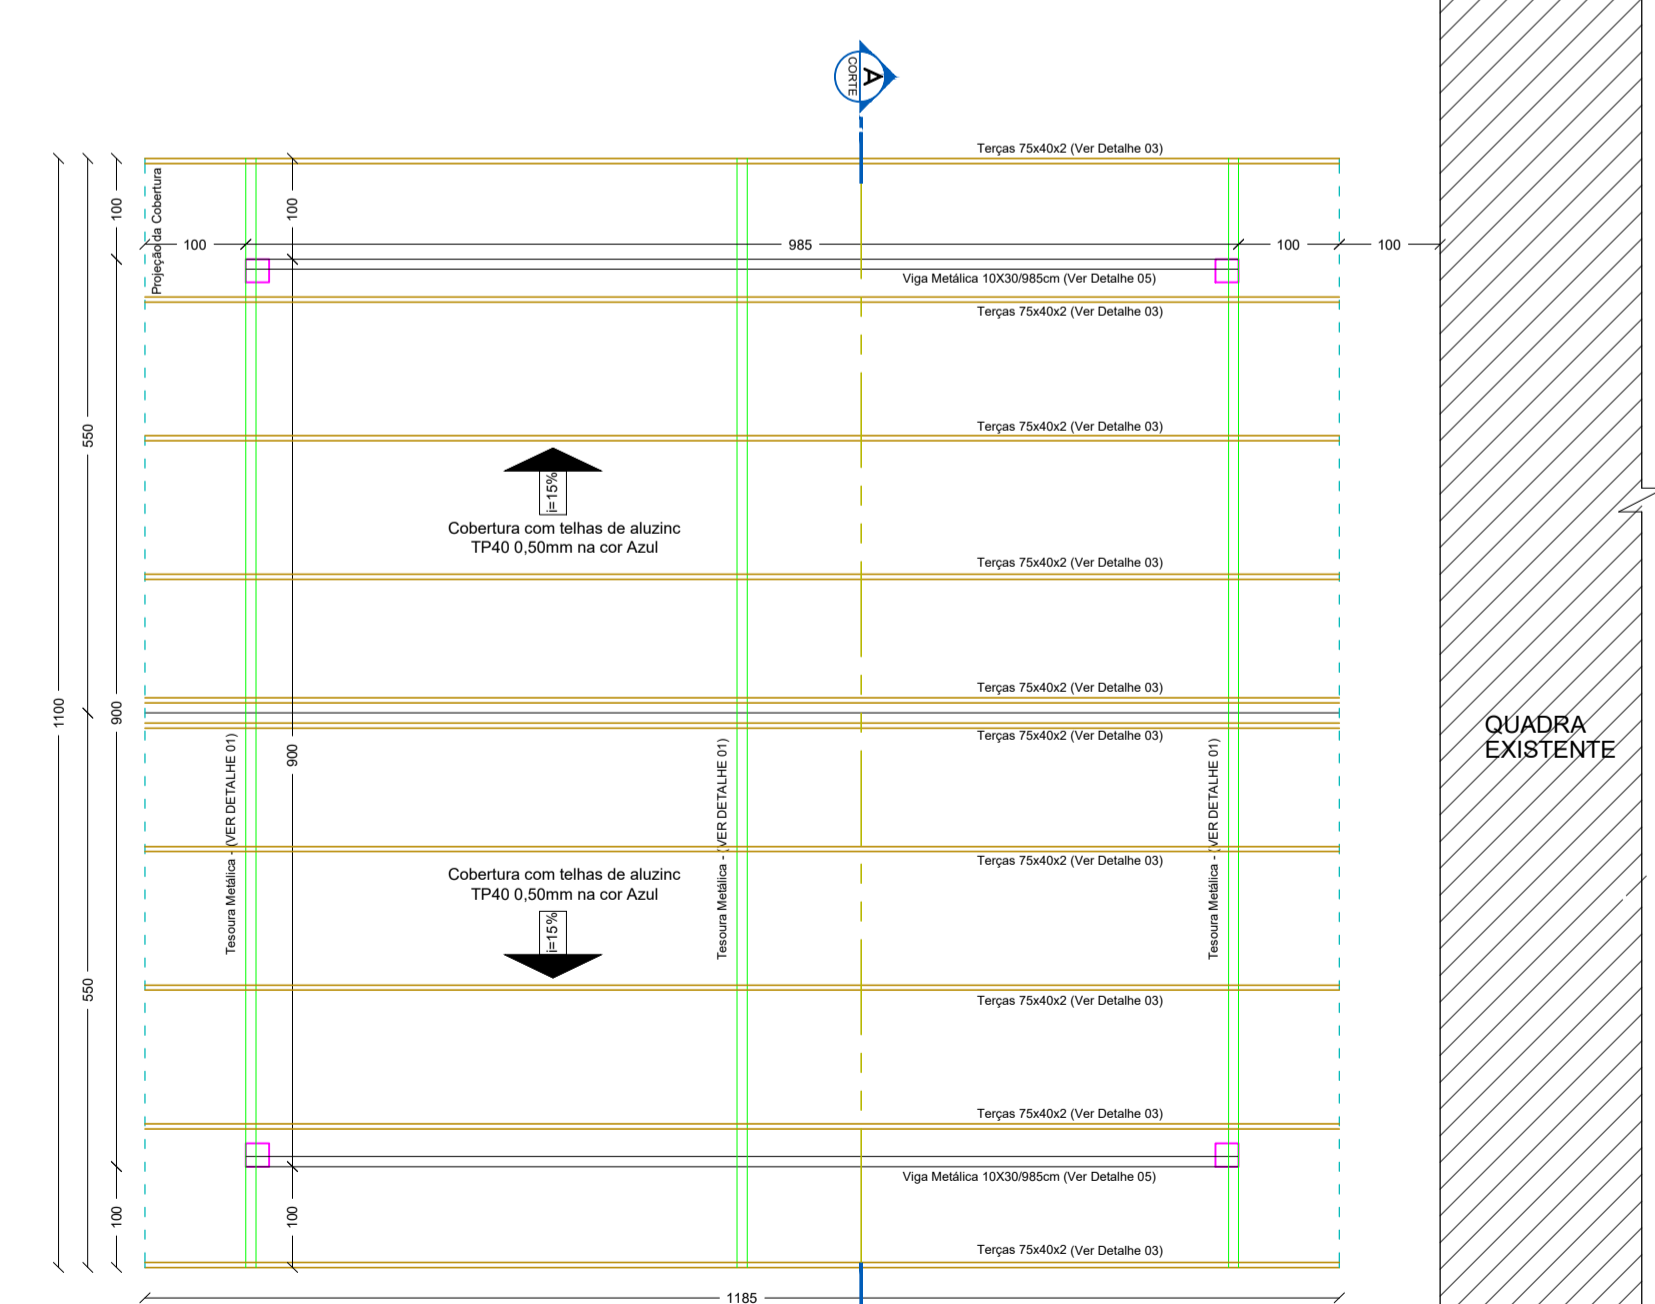 A
CORTE
Terças 75x40x2 (Ver Detalhe 03)
Projeção da Cobertura
100
100
100
985
100
100
Viga Metálica 10X30/985cm (Ver Detalhe 05)
Terças 75x40x2 (Ver Detalhe 03)
550
Terças 75x40x2 (Ver Detalhe 03)
i=15%
Cobertura com telhas de aluzinc
TP40 0,50mm na cor Azul
Terças 75x40x2 (Ver Detalhe 03)
Terças 75x40x2 (Ver Detalhe 03)
1100
900
900
Terças 75x40x2 (Ver Detalhe 03)
QUADRA
EXISTENTE
Tesoura Metálica - (VER DETALHE 01)
Tesoura Metálica - (VER DETALHE 01)
Tesoura Metálica - (VER DETALHE 01)
Terças 75x40x2 (Ver Detalhe 03)
Cobertura com telhas de aluzinc
TP40 0,50mm na cor Azul
i=15%
550
Terças 75x40x2 (Ver Detalhe 03)
Terças 75x40x2 (Ver Detalhe 03)
Viga Metálica 10X30/985cm (Ver Detalhe 05)
100
100
Terças 75x40x2 (Ver Detalhe 03)
1185